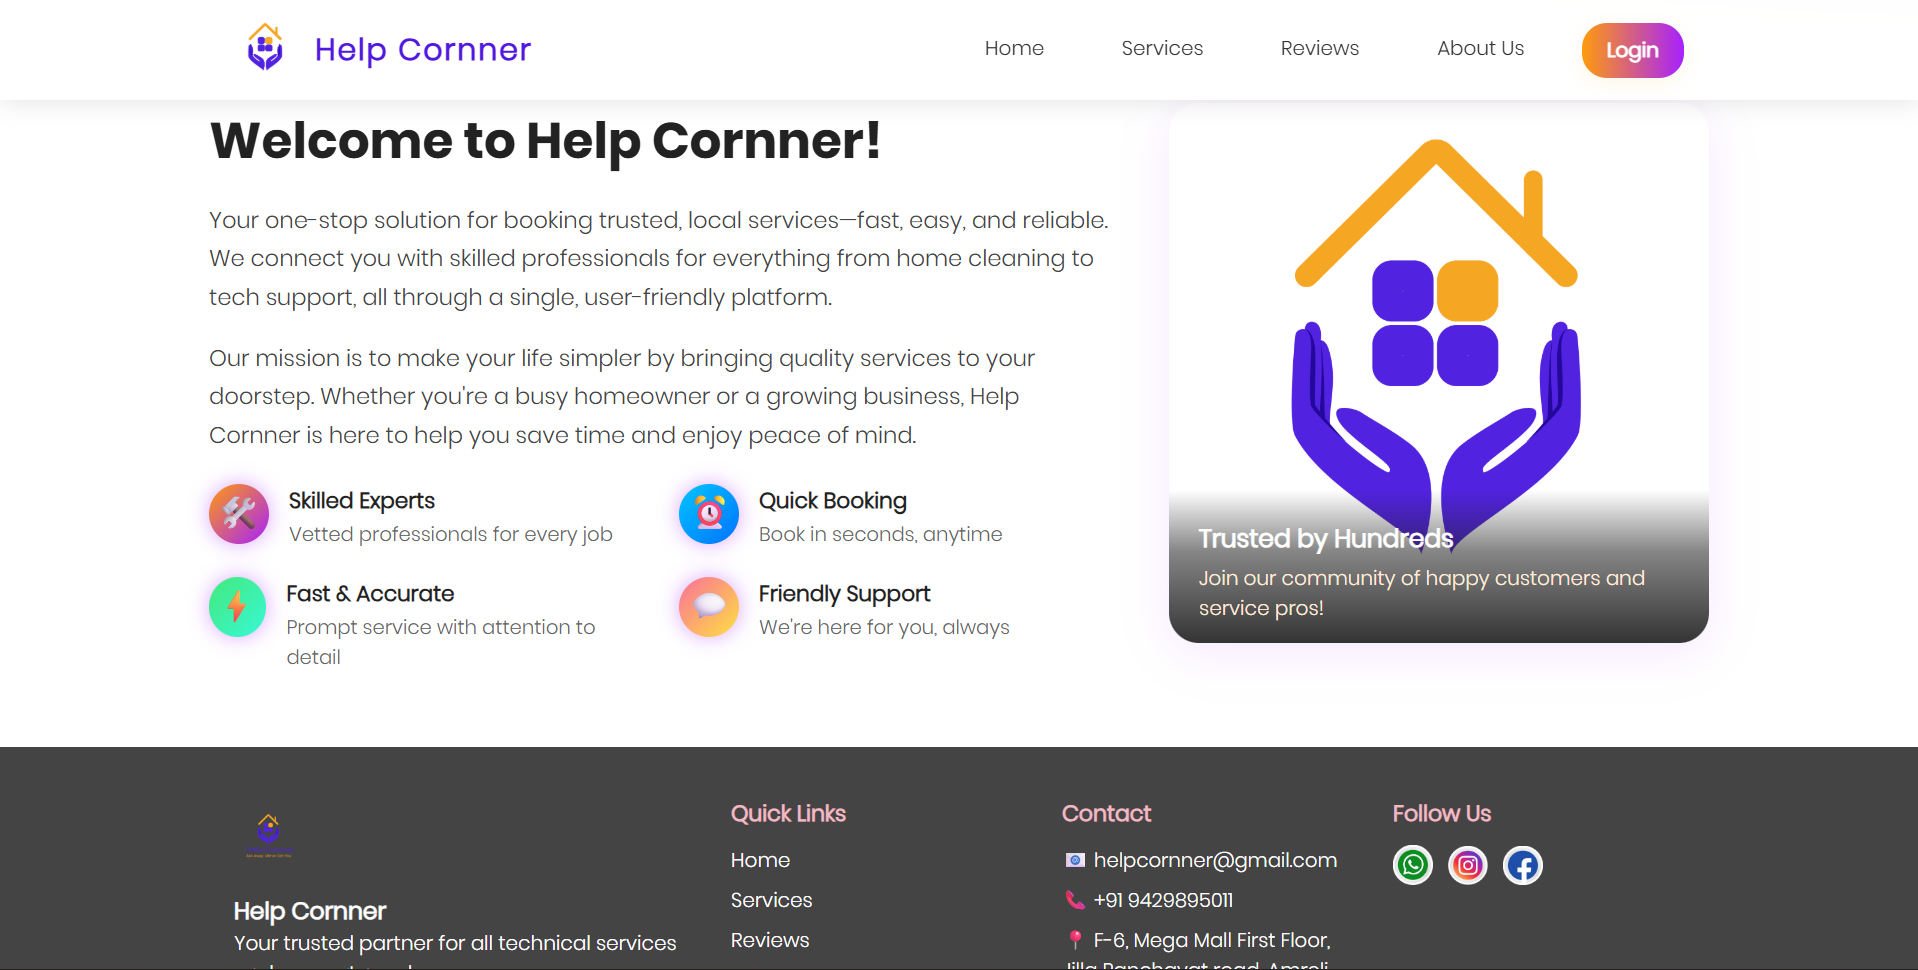 Help Cornner
Home
Services
Reviews
About Us
Login
Welcome to Help Cornner!
Your one-stop solution for booking trusted, local services—fast, easy, and reliable.
We connect you with skilled professionals for everything from home cleaning to
tech support, all through a single, user-friendly platform.
Our mission is to make your life simpler by bringing quality services to your
doorstep. Whether you're a busy homeowner or a growing business, Help
Cornner is here to help you save time and enjoy peace of mind.
Skilled Experts
Vetted professionals for every job
Quick Booking
Book in seconds, anytime
Fast & Accurate
Prompt service with attention to
detail
Friendly Support
We're here for you, always
Trusted by Hundreds
Join our community of happy customers and
service pros!
Help Cornner
Your trusted partner for all technical services
Quick Links
Home
Services
Reviews
Contact
helpcornner@gmail.com
+91 9429895011
F-6, Mega Mall First Floor,
Jilla Panchayat road, Amreli
Follow Us